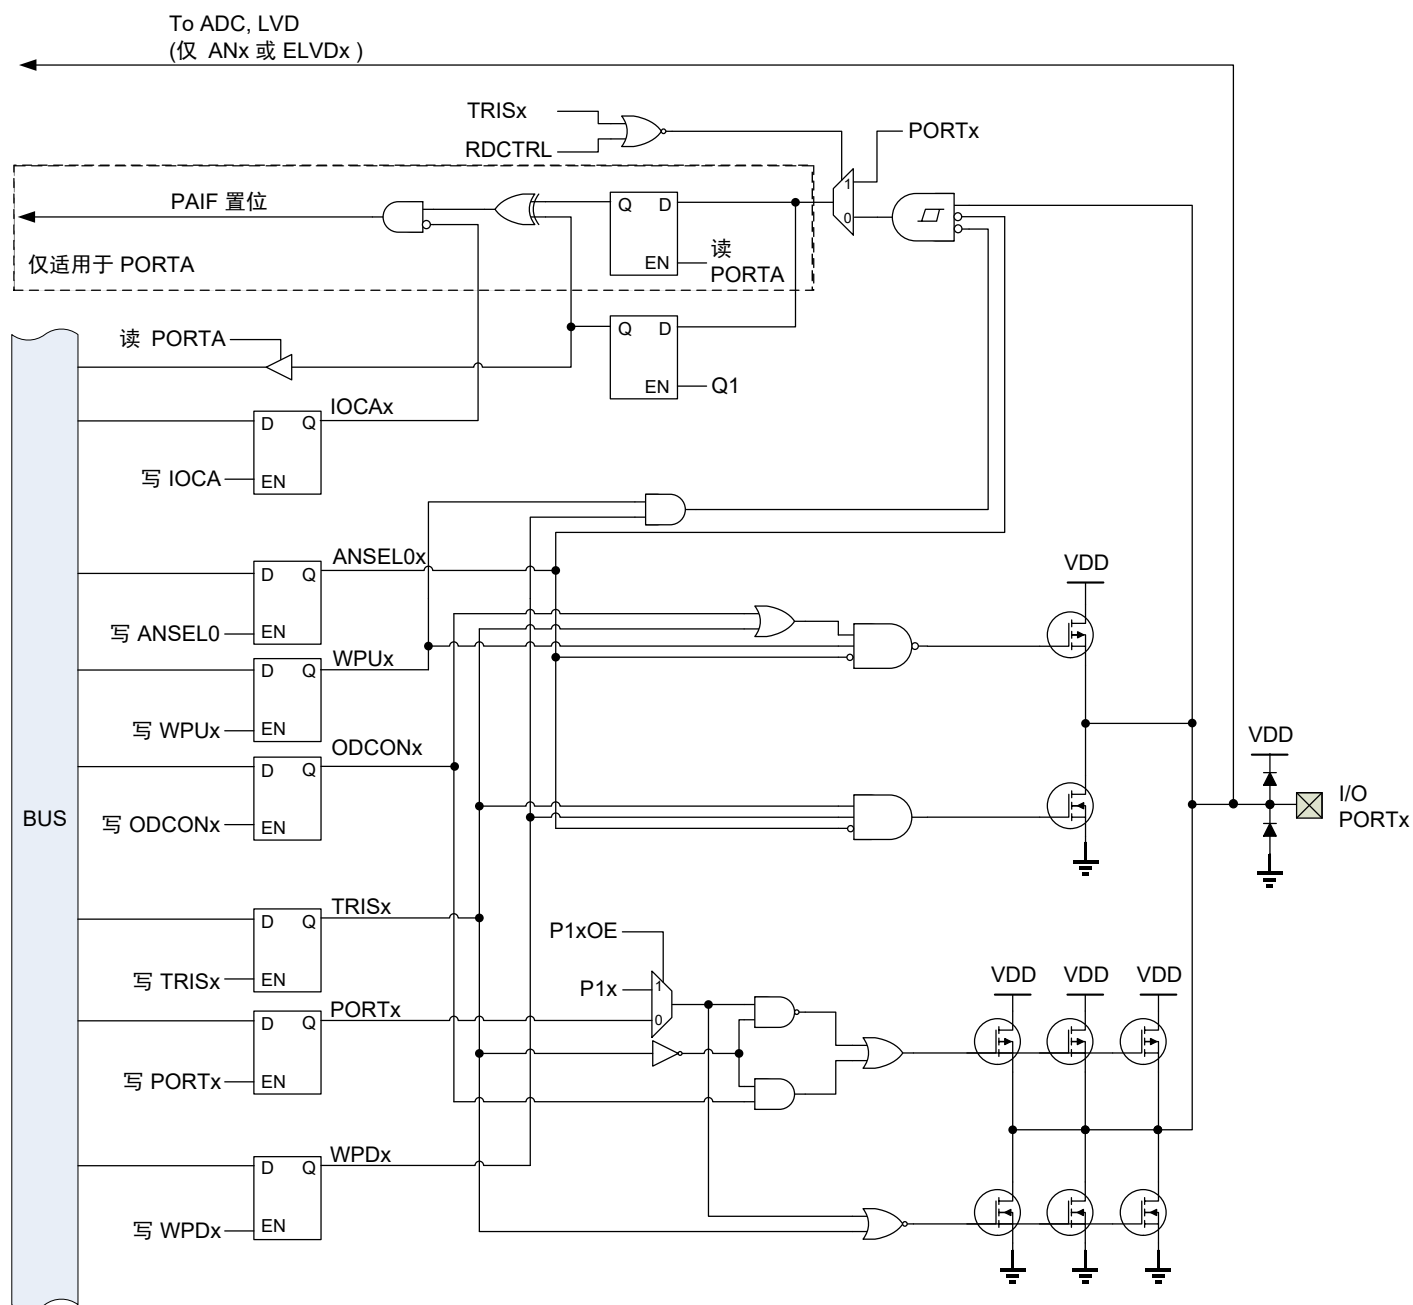 To ADC, LVD
(仅 ANx 或 ELVDx )
TRISx
RDCTRL
PORTx
1
0
PAIF 置位
Q D
EN
读
PORTA
仅适用于 PORTA
Q D
EN
Q1
读 PORTA
IOCAx
D Q
写 IOCA
EN
ANSEL0x
D Q
写 ANSEL0
EN
VDD
WPUx
D Q
写 WPUx
EN
ODCONx
D Q
写 ODCONx
EN
VDD
I/O
PORTx
BUS
TRISx
D Q
写 TRISx
EN
P1xOE
P1x
1
0
VDD VDD VDD
PORTx
D Q
写 PORTx
EN
WPDx
D Q
写 WPDx
EN